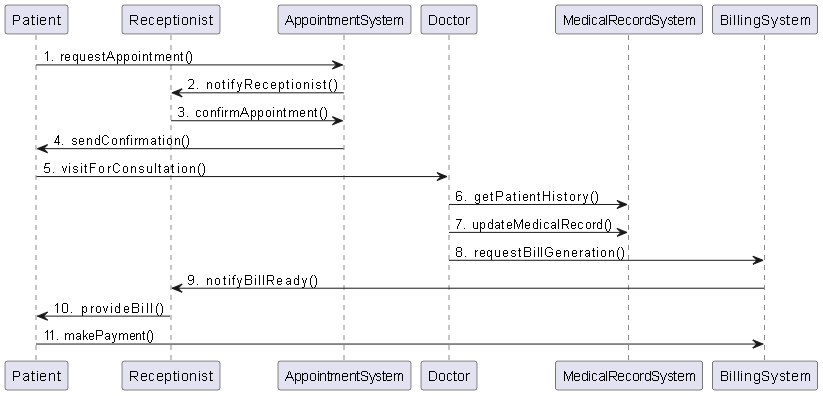 Patient Receptionist AppointmentSystem Doctor MedicalRecordSystem BillingSystem
1. requestAppointment()
2. notifyReceptionist()
3. confirmAppointment()
4. sendConfirmation()
5. visitForConsultation()
6. getPatientHistory()
7. updateMedicalRecord()
8. requestBillGeneration()
9. notifyBillReady()
10. provideBill()
11. makePayment()
Patient Receptionist AppointmentSystem Doctor MedicalRecordSystem BillingSystem